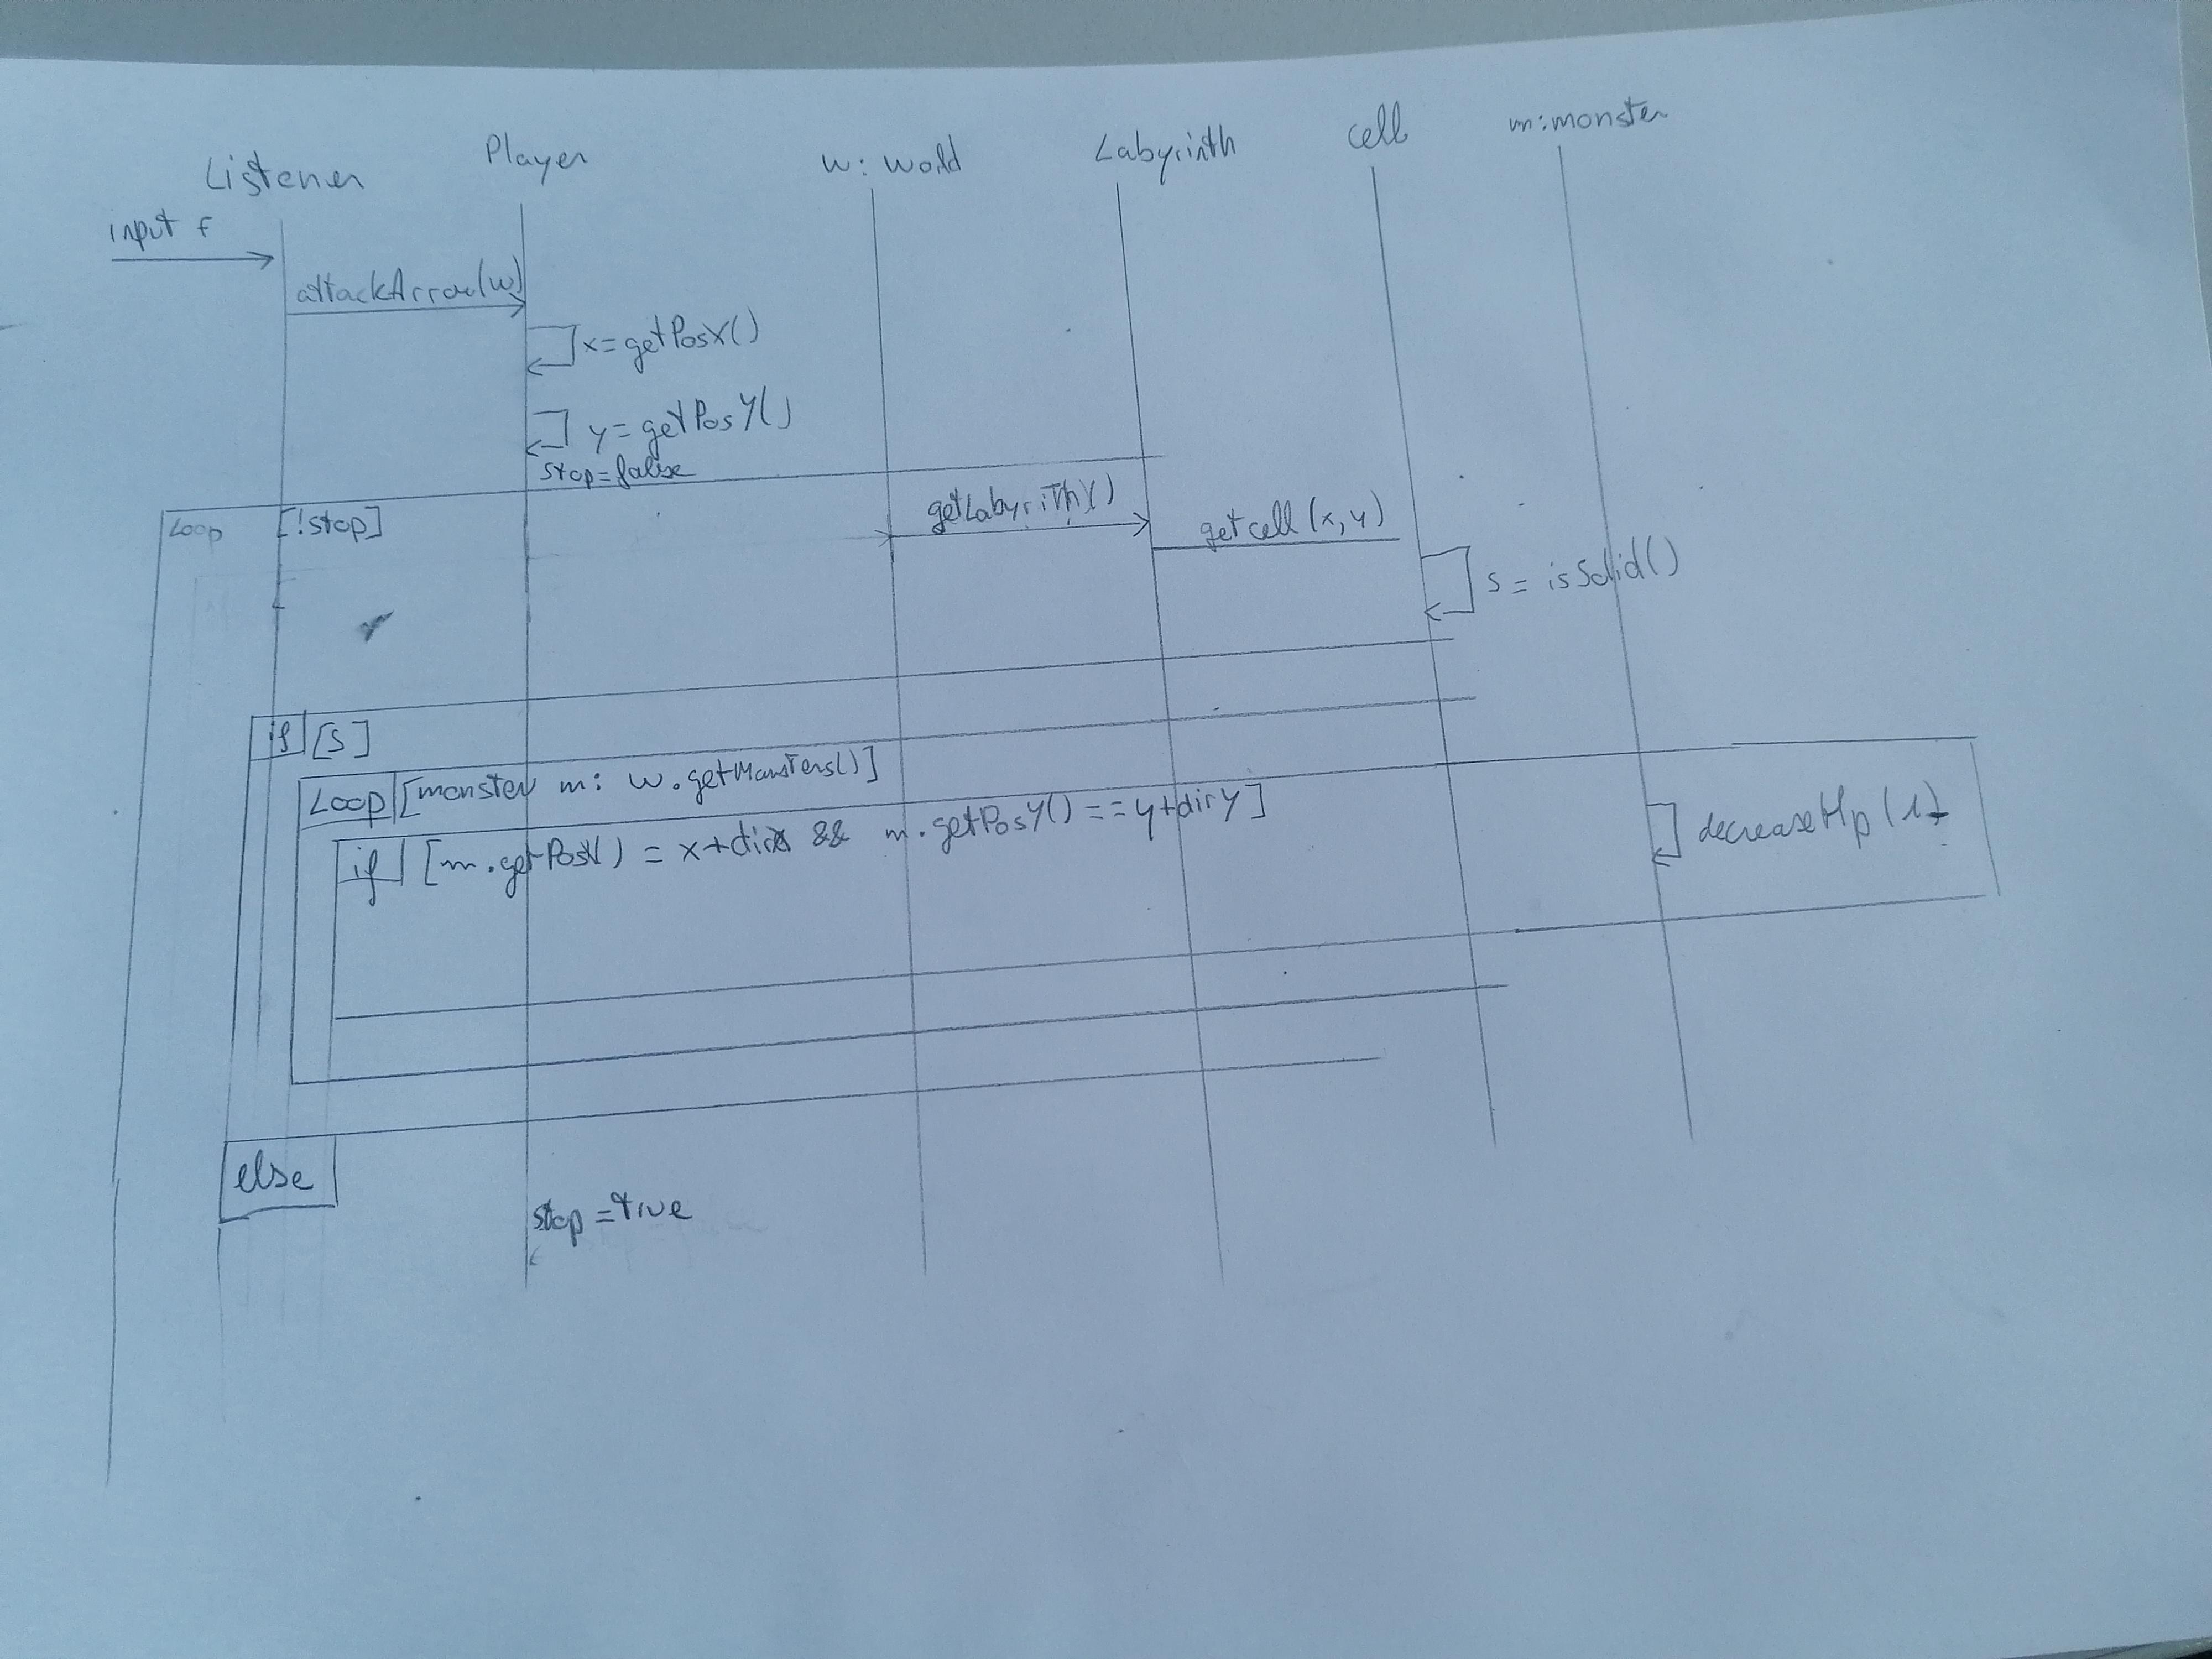 Listener
Player
w: world
Labyrinth
cell
m:monster
input f
attackArrow(w)
x=getPosX()
y=getPosY()
stop=false
Loop [!stop]
getLabyrith()
getcell (x,y)
s = isSolid()
if [S]
Loop [monster m: w.getMonsters()]
if [m.getPosX() = x+dirx && m.getPosY() == y+dirY]
decreaseHp (1)
else
stop=true